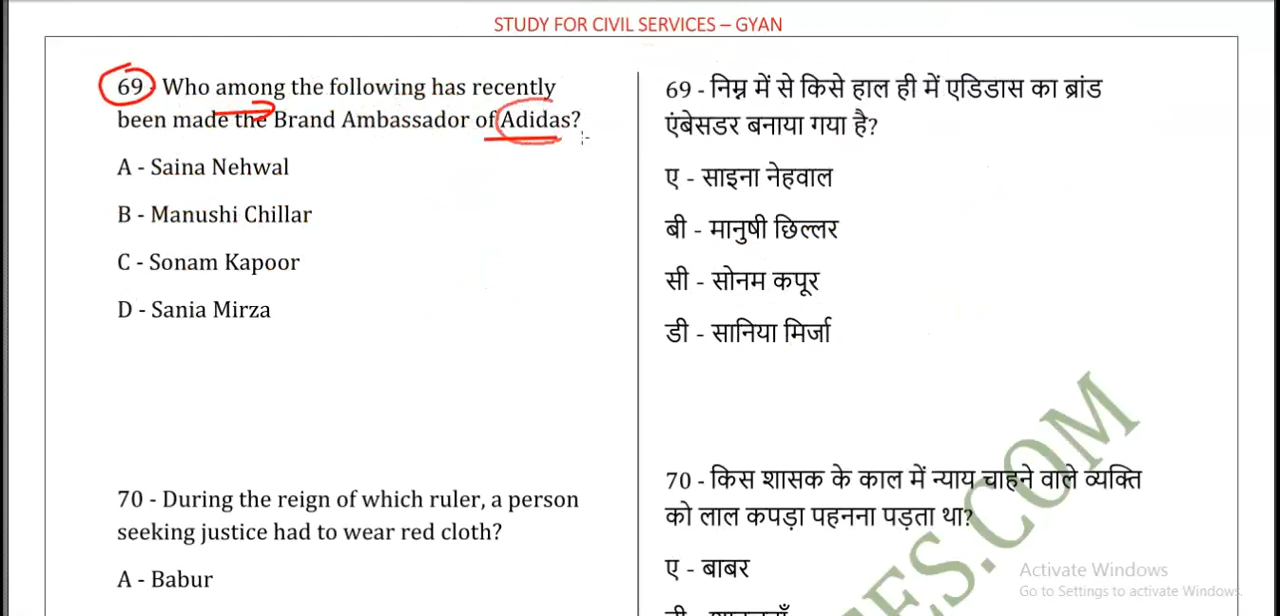 STUDY FOR CIVIL SERVICES – GYAN
69 - Who among the following has recently
been made the Brand Ambassador of Adidas?
A - Saina Nehwal
B - Manushi Chillar
C - Sonam Kapoor
D - Sania Mirza
70 - During the reign of which ruler, a person
seeking justice had to wear red cloth?
A - Babur
69 - निम्न में से किसे हाल ही में एडिडास का ब्रांड
एंबेसडर बनाया गया है?
ए - साइना नेहवाल
बी - मानुषी छिल्लर
सी - सोनम कपूर
डी - सानिया मिर्जा
70 - किस शासक के काल में न्याय चाहने वाले व्यक्ति
को लाल कपड़ा पहनना पड़ता था?
ए - बाबर
ES.COM
Activate Windows
Go to Settings to activate Windows.